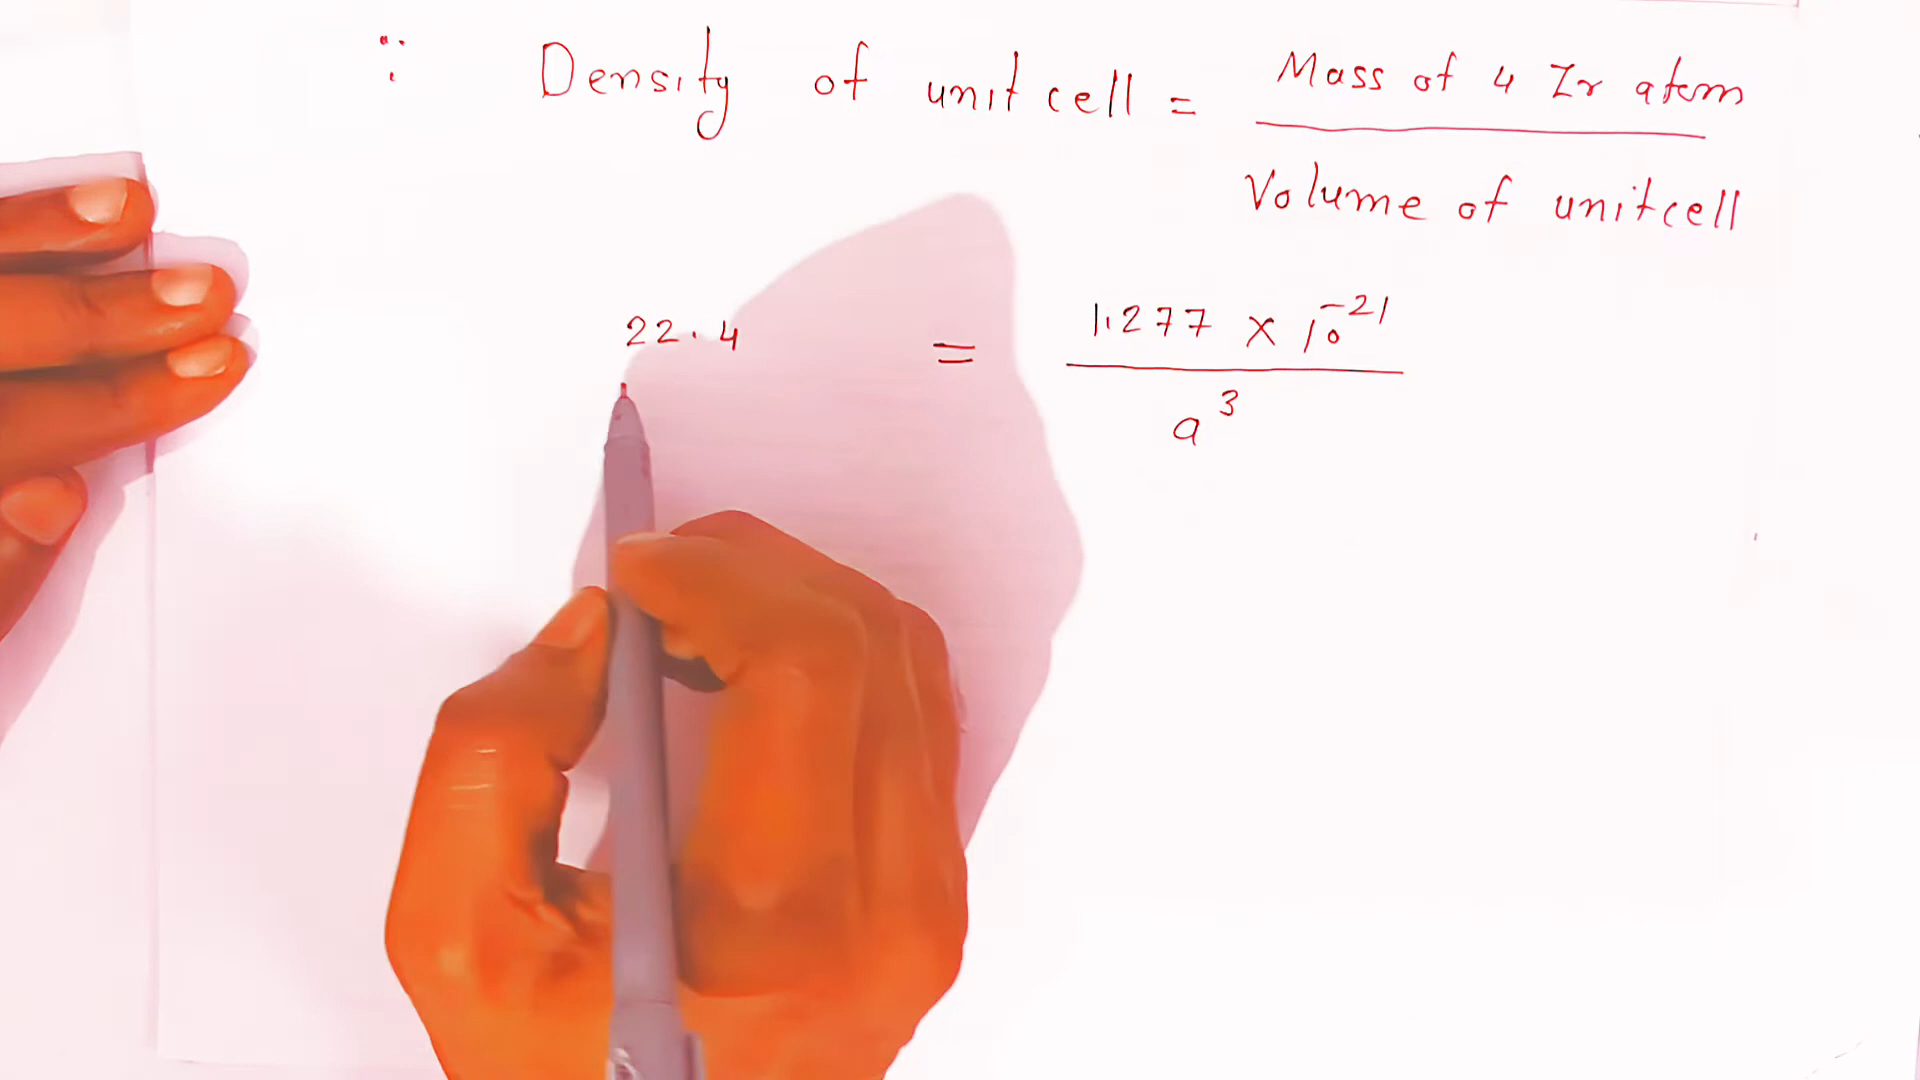 ∵ Density of unit cell = Mass of 4 Zr atom
Volume of unitcell
22.4 = 1.277 × 10⁻²¹
a³